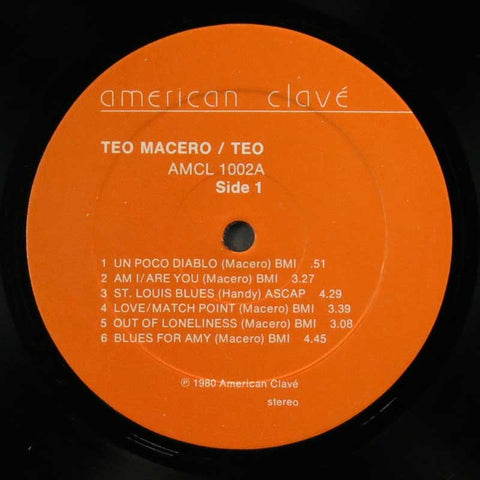 american clavé
TEO MACERO / TEO
AMCL 1002A
Side 1
1 UN POCO DIABLO (Macero) BMI .51
2 AM I/ARE YOU (Macero) BMI 3.27
3 ST. LOUIS BLUES (Handy) ASCAP 4.29
4 LOVE/MATCH POINT (Macero) BMI 3.39
5 OUT OF LONELINESS (Macero) BMI 3.08
6 BLUES FOR AMY (Macero) BMI 4.45
℗ 1980 American Clavé
stereo